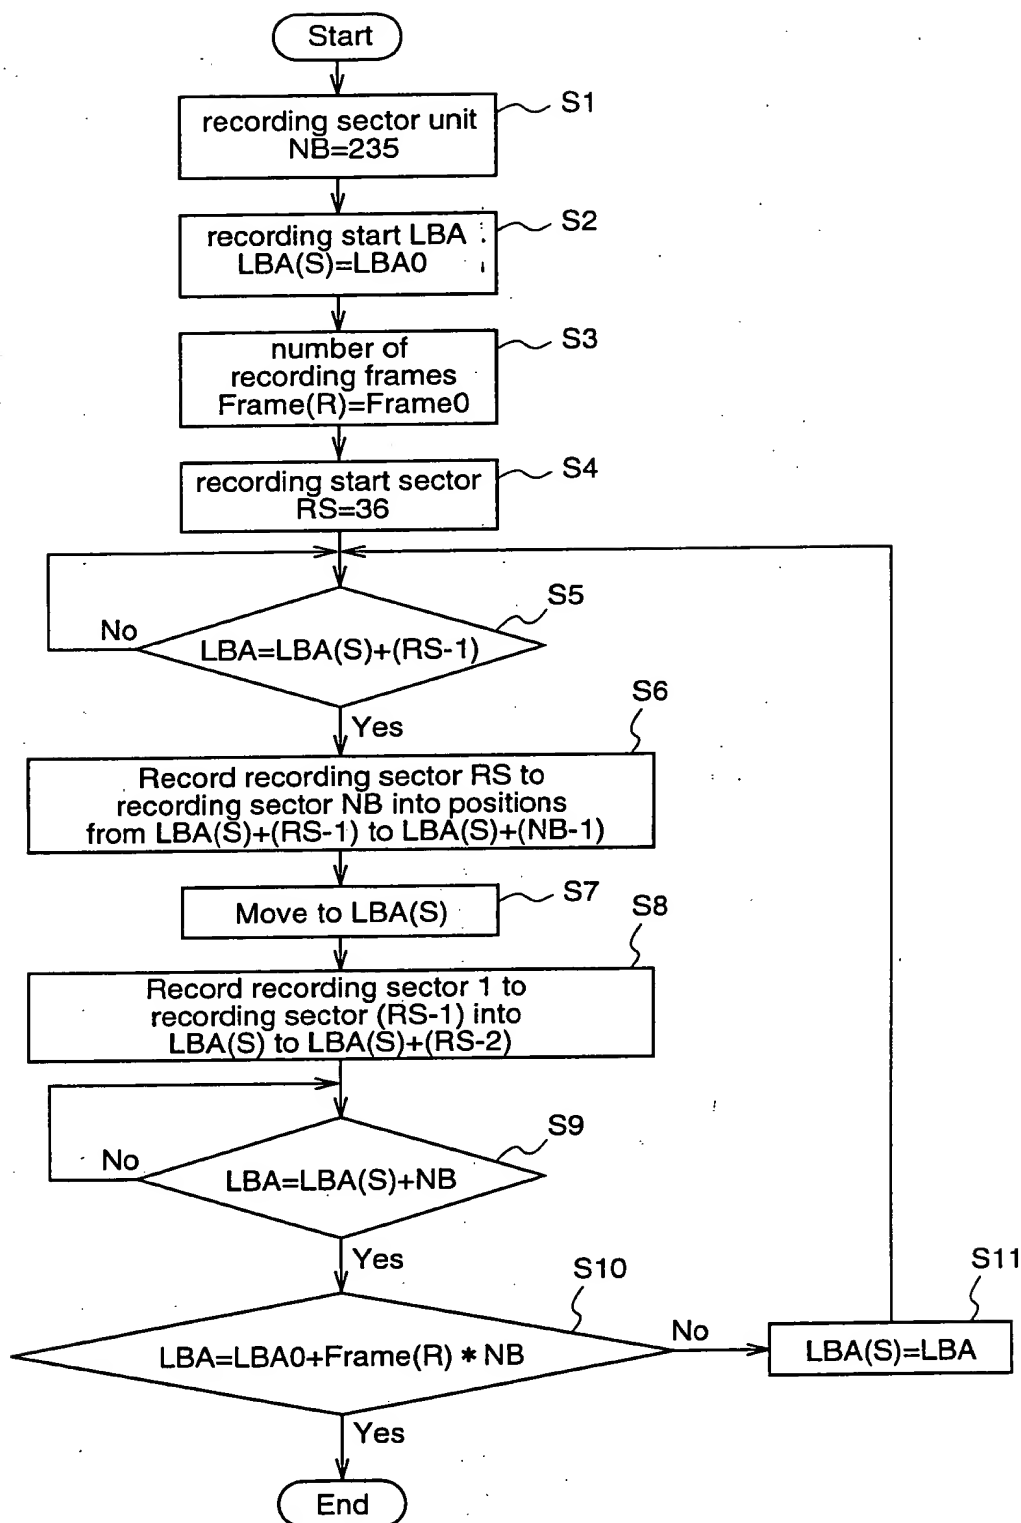 Start
S1
recording sector unit
NB=235
S2
recording start LBA
LBA(S)=LBA0
S3
number of
recording frames
Frame(R)=Frame0
S4
recording start sector
RS=36
S5
No
LBA=LBA(S)+(RS-1)
Yes
S6
Record recording sector RS to
recording sector NB into positions
from LBA(S)+(RS-1) to LBA(S)+(NB-1)
S7
Move to LBA(S)
S8
Record recording sector 1 to
recording sector (RS-1) into
LBA(S) to LBA(S)+(RS-2)
S9
No
LBA=LBA(S)+NB
Yes
S10
LBA=LBA0+Frame(R) * NB
No
S11
LBA(S)=LBA
Yes
End